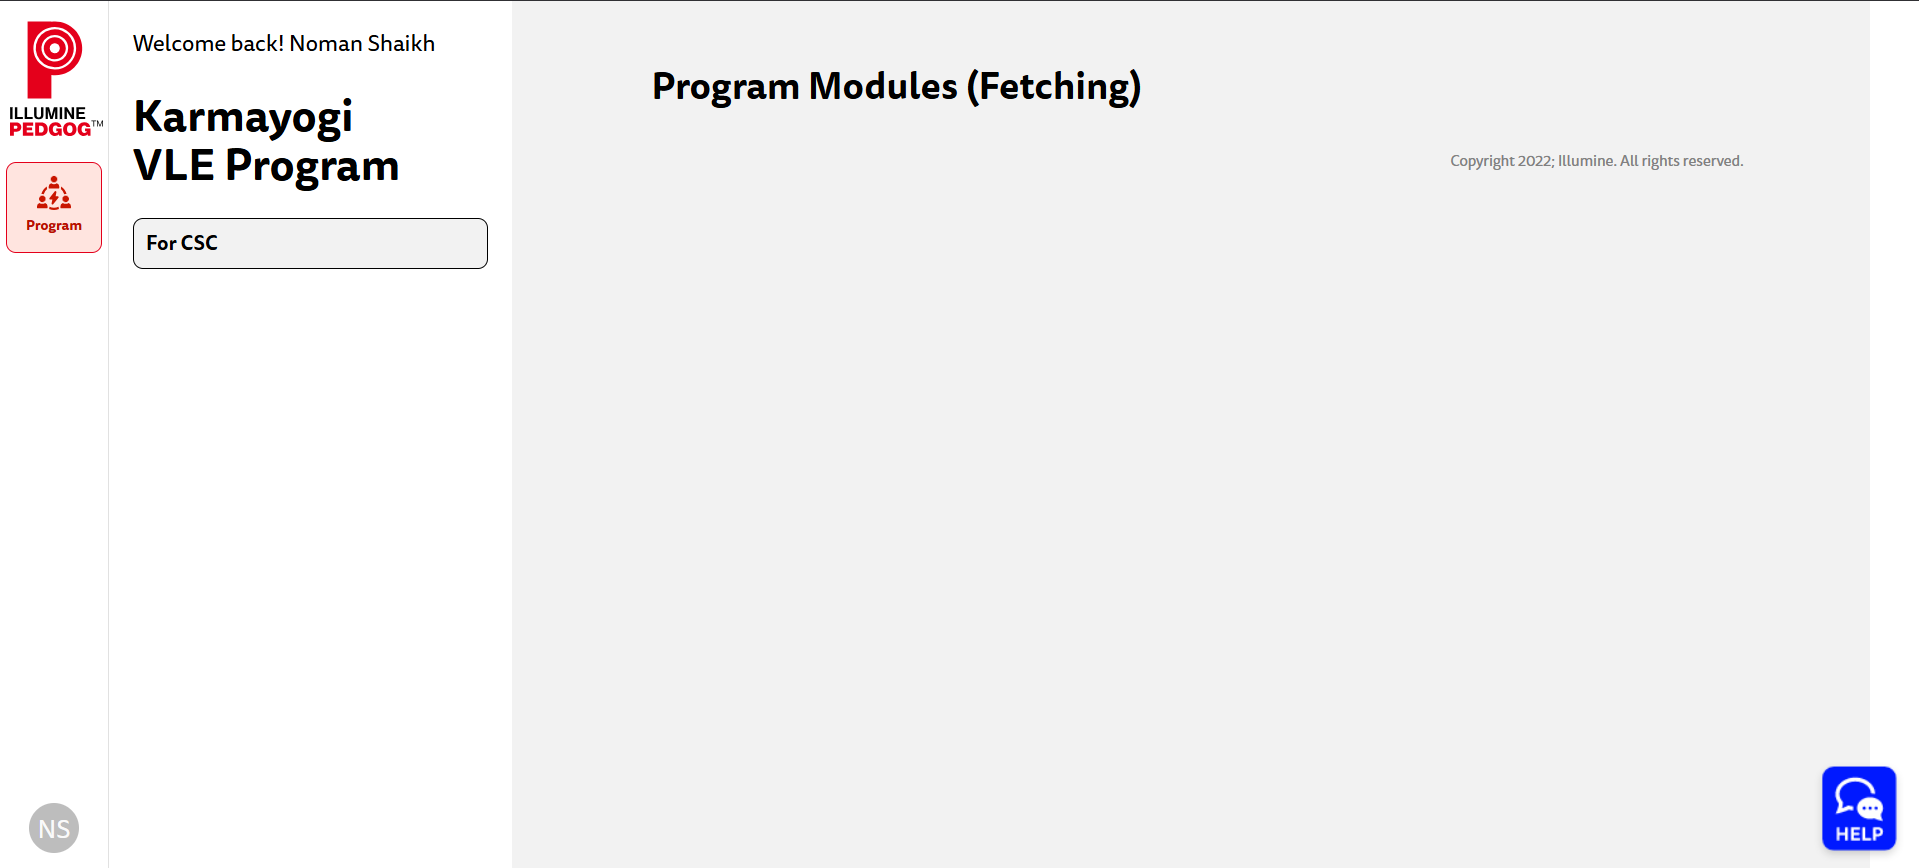 ILLUMINE
PEDGOG™
Program
NS
Welcome back! Noman Shaikh
Karmayogi
VLE Program
For CSC
Program Modules (Fetching)
Copyright 2022; Illumine. All rights reserved.
HELP